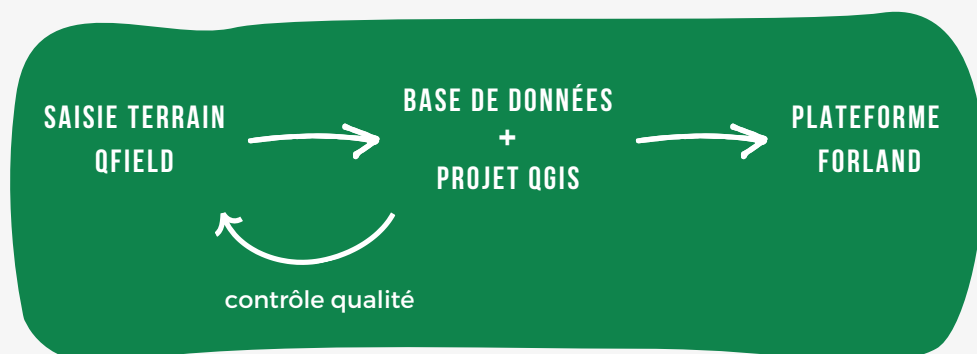 SAISIE TERRAIN
QFIELD
BASE DE DONNÉES
+
PROJET QGIS
PLATEFORME
FORLAND
contrôle qualité